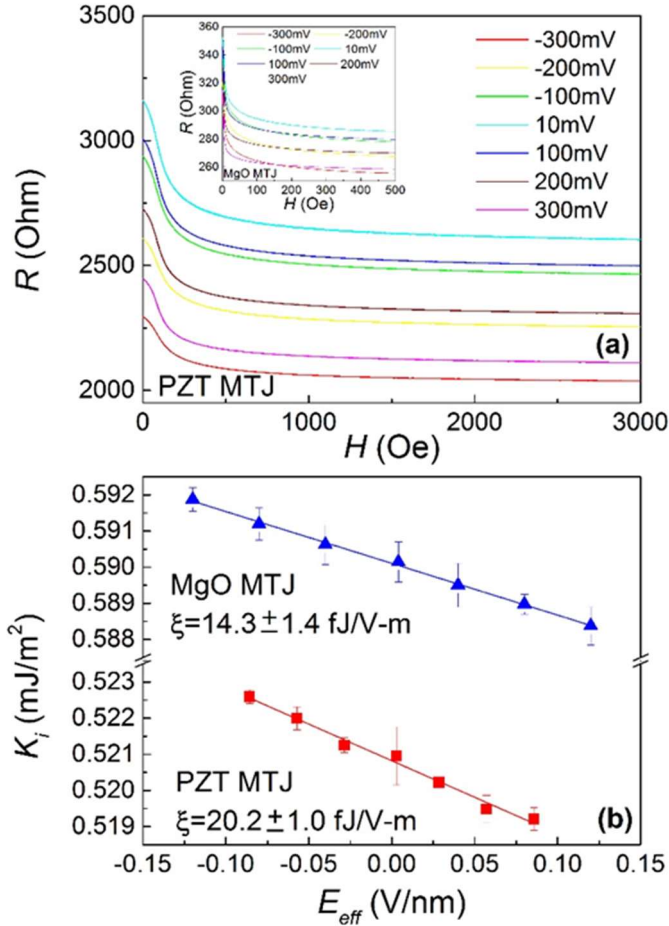 3500
3000
2500
2000
R (Ohm)
360
340
320
300
280
260
R (Ohm)
-300mV -200mV
-100mV 10mV
100mV 200mV
300mV
MgO MTJ
0 100 200 300 400 500
H (Oe)
-300mV
-200mV
-100mV
10mV
100mV
200mV
300mV
(a)
PZT MTJ
0 1000 2000 3000
H (Oe)
0.592
0.591
0.590
0.589
0.588
0.523
0.522
0.521
0.520
0.519
K_i (mJ/m²)
MgO MTJ
ξ=14.3±1.4 fJ/V-m
PZT MTJ
ξ=20.2±1.0 fJ/V-m
(b)
-0.15 -0.10 -0.05 0.00 0.05 0.10 0.15
E_eff (V/nm)